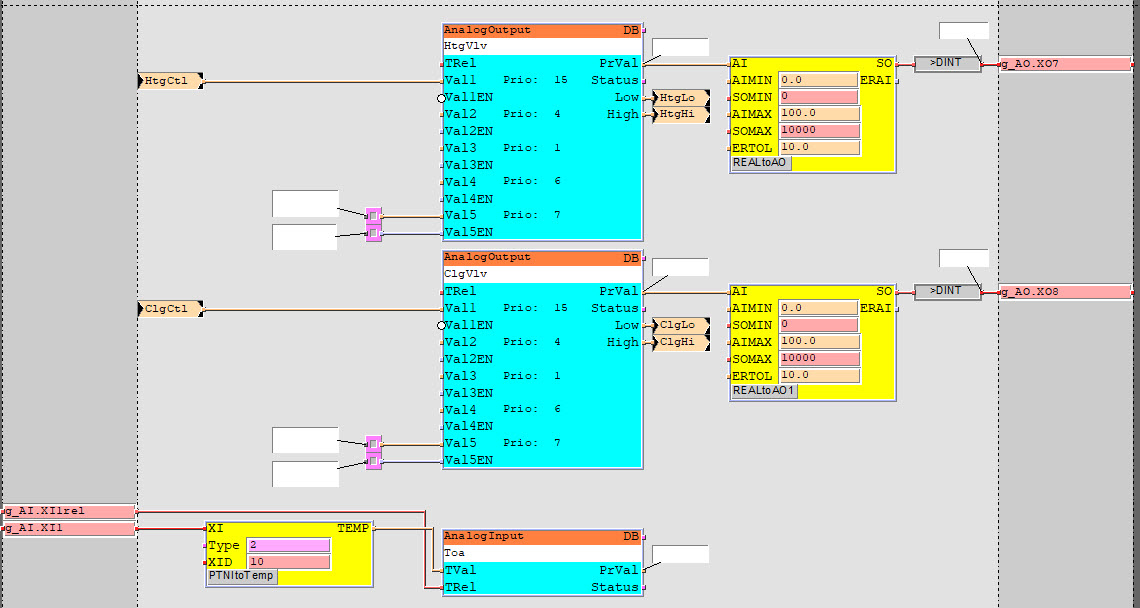 AnalogOutput DB
HtgVlv
TRel PrVal
HtgCtl
Val1 Prio: 15 Status
Val1EN Low
HtgLo
Val2 Prio: 4 High
HtgHi
Val2EN
Val3 Prio: 1
Val3EN
Val4 Prio: 6
Val4EN
Val5 Prio: 7
Val5EN
AI SO
AIMIN 0.0 ERAI
SOMIN 0
AIMAX 100.0
SOMAX 10000
ERTOL 10.0
REALtoAO
>DINT
g_AO.XO7
AnalogOutput DB
ClgVlv
TRel PrVal
ClgCtl
Val1 Prio: 15 Status
Val1EN Low
ClgLo
Val2 Prio: 4 High
ClgHi
Val2EN
Val3 Prio: 1
Val3EN
Val4 Prio: 6
Val4EN
Val5 Prio: 7
Val5EN
AI SO
AIMIN 0.0 ERAI
SOMIN 0
AIMAX 100.0
SOMAX 10000
ERTOL 10.0
REALtoAO1
>DINT
g_AO.XO8
g_AI.XI1rel
g_AI.XI1
XI TEMP
Type 2
XID 10
PTNItoTemp
AnalogInput DB
Toa
TVal PrVal
TRel Status